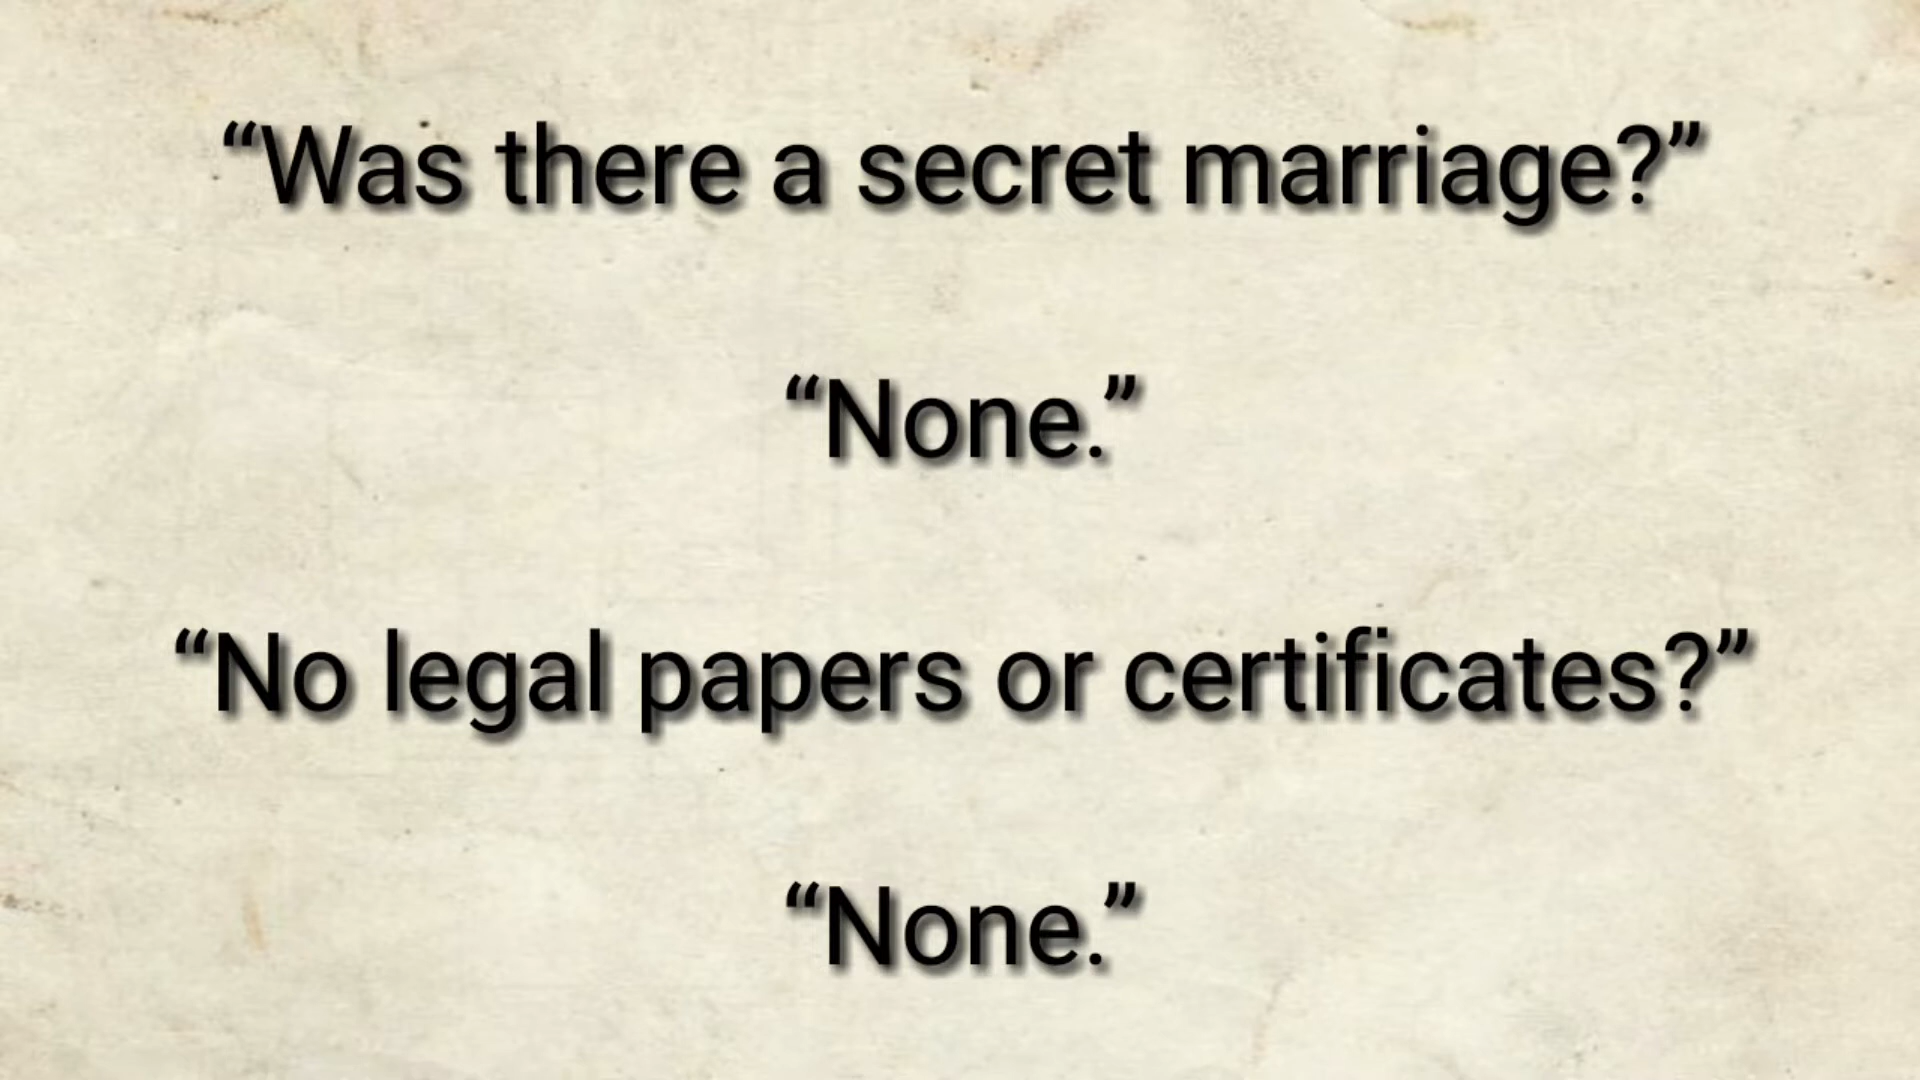 “Was there a secret marriage?”
“None.”
“No legal papers or certificates?”
“None.”